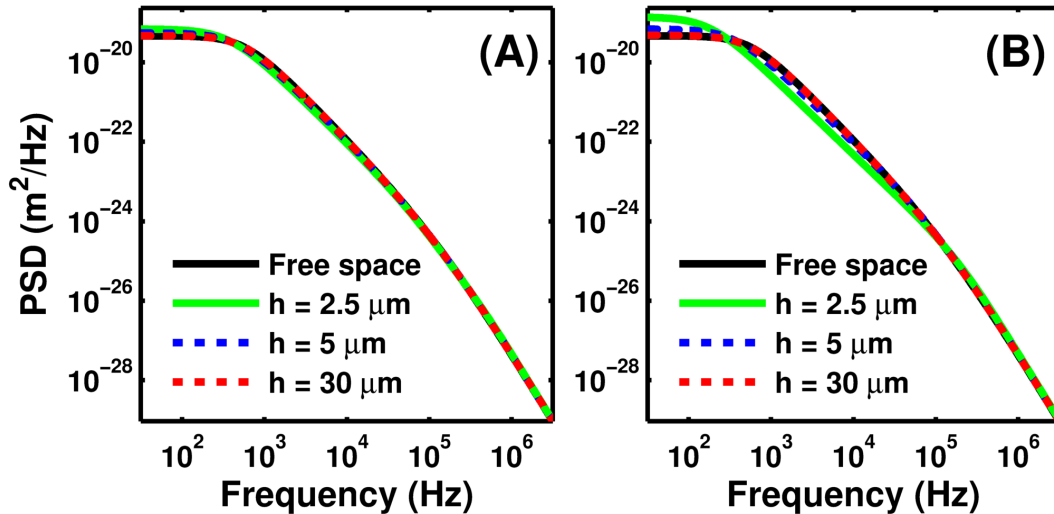 (A)
PSD (m²/Hz)
10⁻²⁰
10⁻²²
10⁻²⁴
10⁻²⁶
10⁻²⁸
Free space
h = 2.5 μm
h = 5 μm
h = 30 μm
10² 10³ 10⁴ 10⁵ 10⁶
Frequency (Hz)
(B)
10⁻²⁰
10⁻²²
10⁻²⁴
10⁻²⁶
10⁻²⁸
Free space
h = 2.5 μm
h = 5 μm
h = 30 μm
10² 10³ 10⁴ 10⁵ 10⁶
Frequency (Hz)